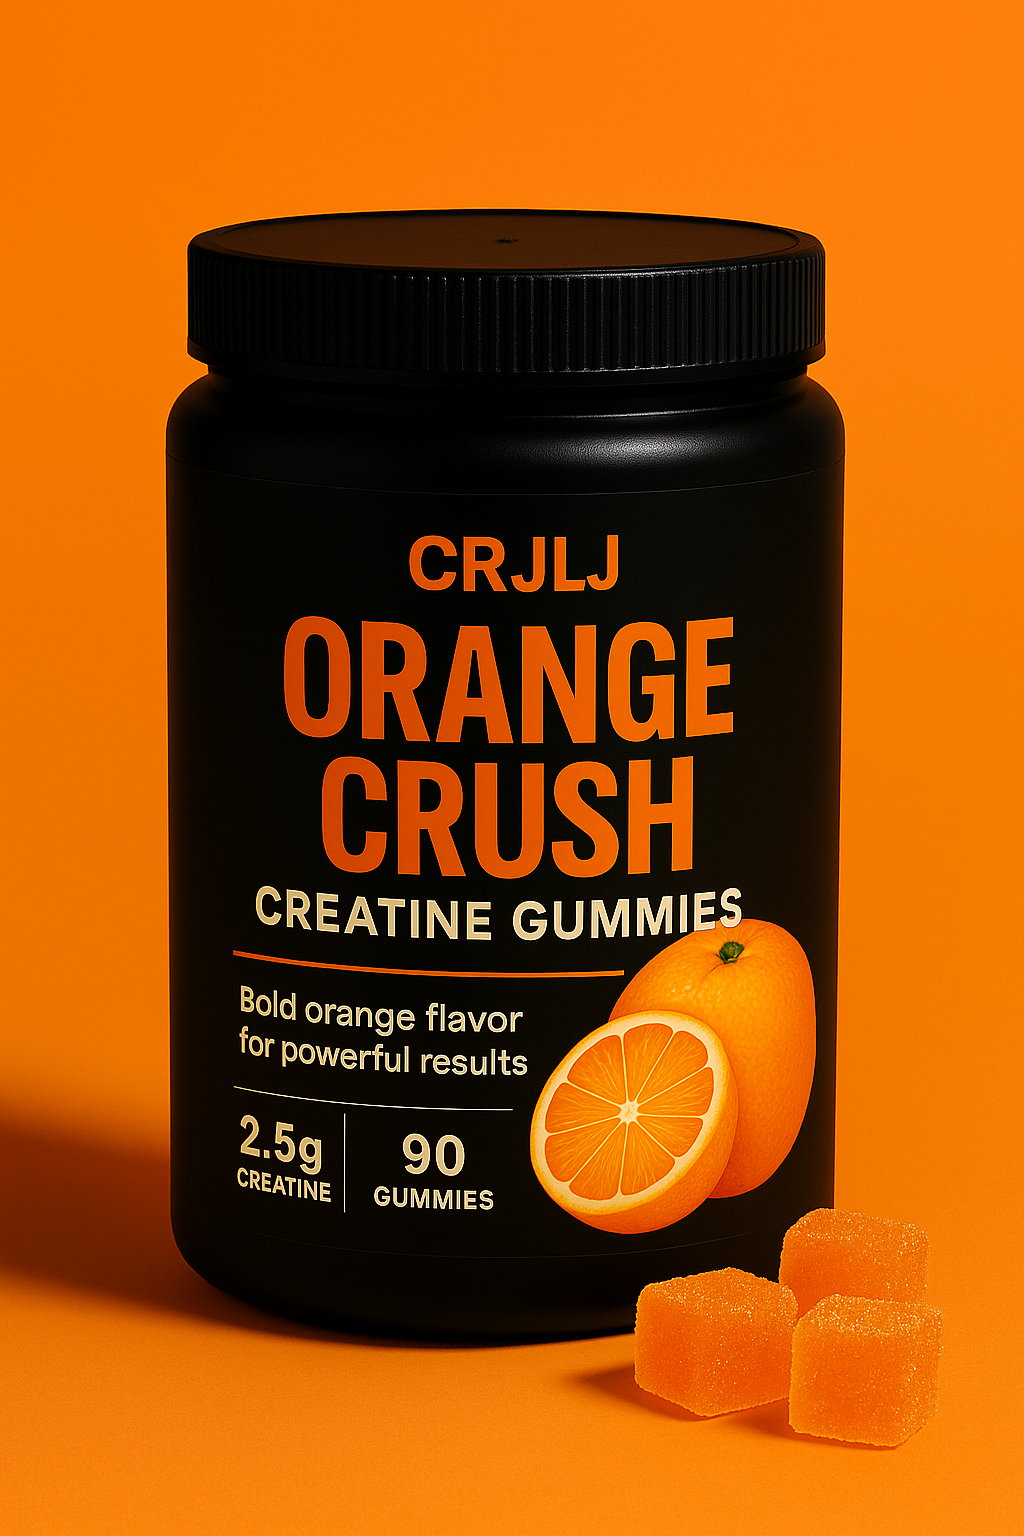 CRJLJ
ORANGE
CRUSH
CREATINE GUMMIES
Bold orange flavor
for powerful results
2.5g
CREATINE
90
GUMMIES